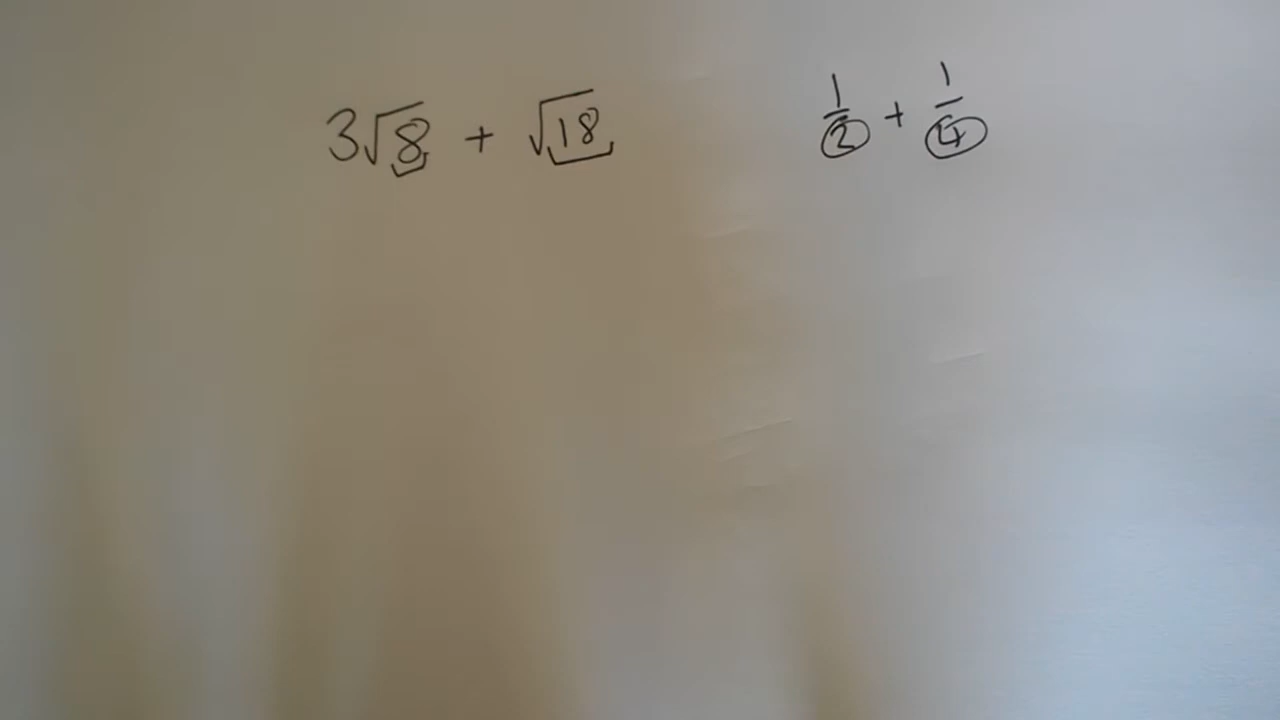 3√8 + √18
1/2 + 1/4